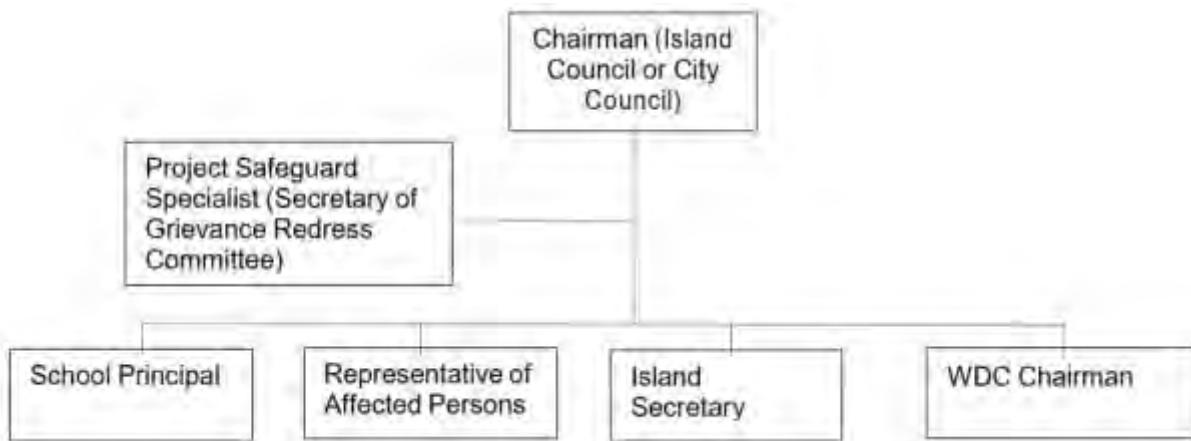 Chairman (Island
Council or City
Council)
Project Safeguard
Specialist (Secretary of
Grievance Redress
Committee)
School Principal
Representative of
Affected Persons
Island
Secretary
WDC Chairman